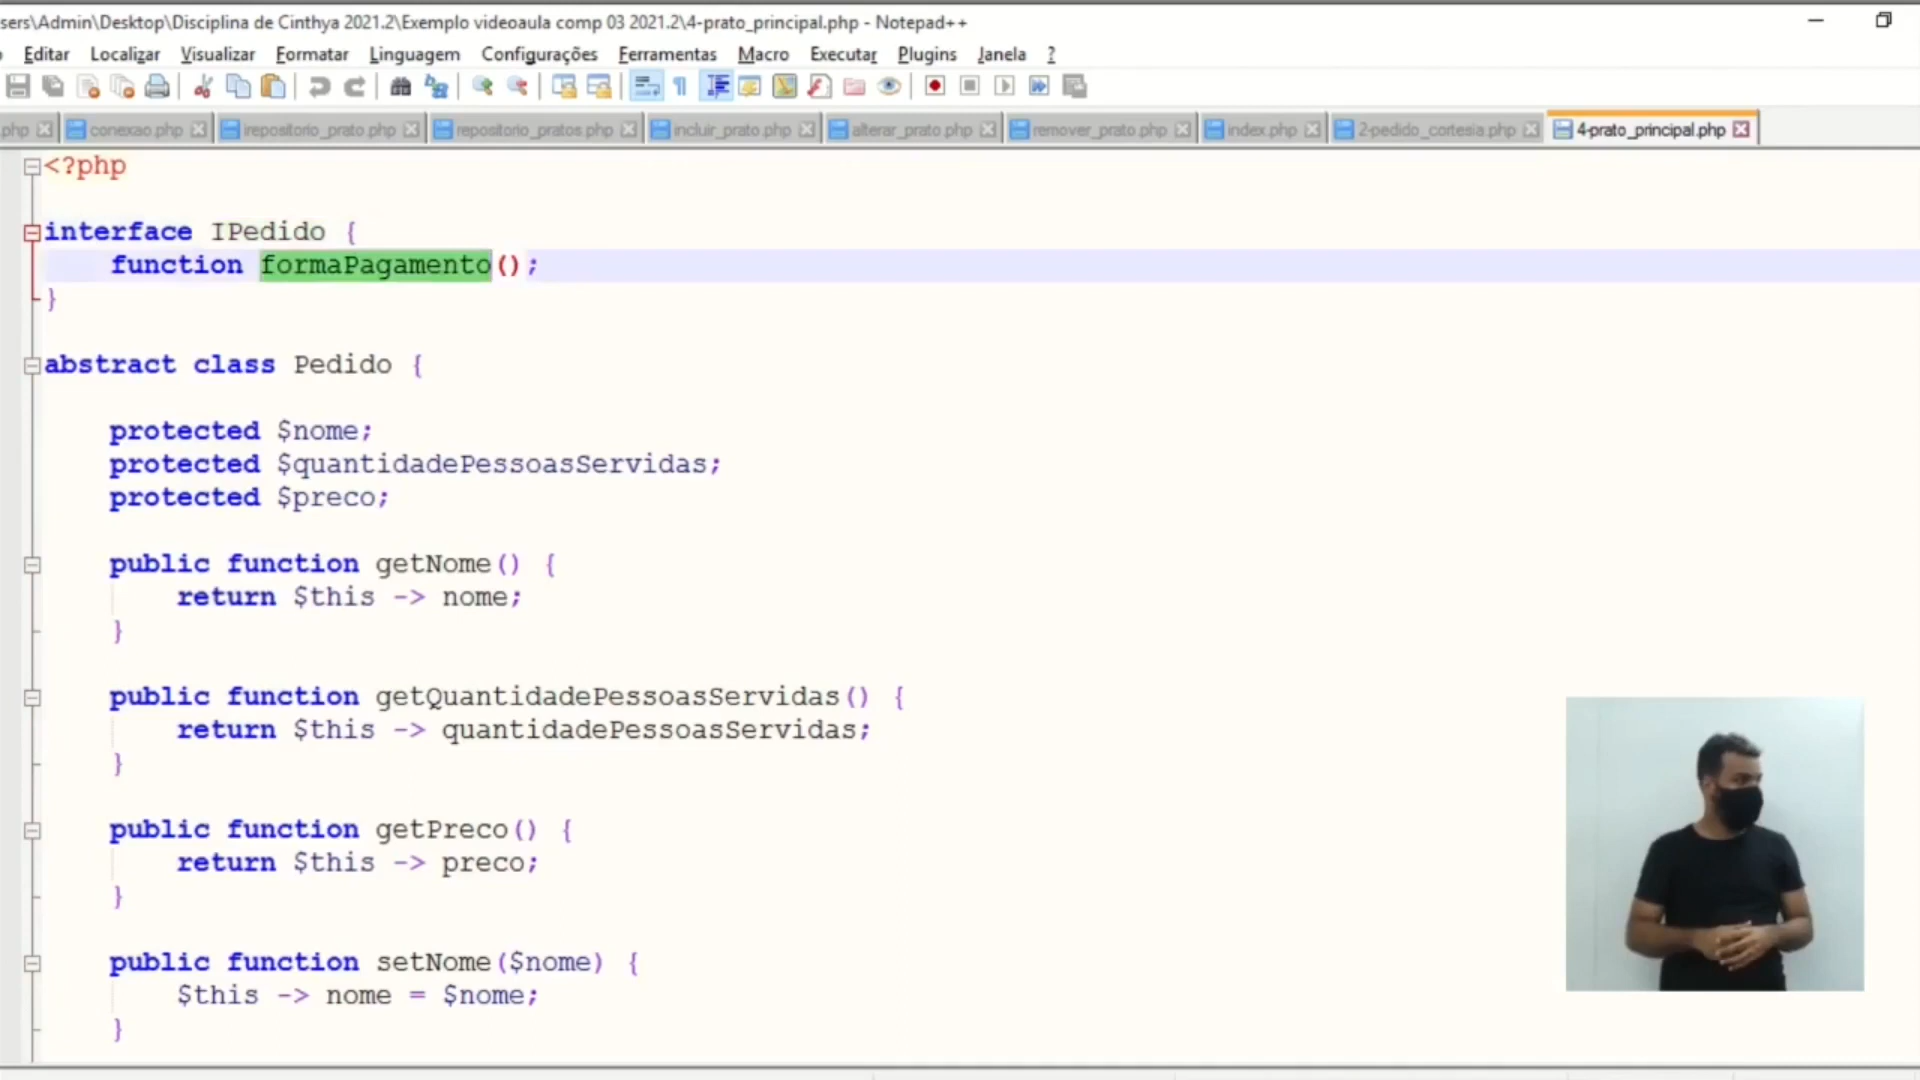 sers\Admin\Desktop\Disciplina de Cinthya 2021.2\Exemplo videoaula comp 03 2021.2\4-prato_principal.php - Notepad++
Editar Localizar Visualizar Formatar Linguagem Configurações Ferramentas Macro Executar Plugins Janela ?
.php conexao.php irepositorio_prato.php repositorio_pratos.php incluir_prato.php alterar_prato.php remover_prato.php index.php 2-pedido_cortesia.php 4-prato_principal.php
<?php
interface IPedido {
function formaPagamento();
}
abstract class Pedido {
protected $nome;
protected $quantidadePessoasServidas;
protected $preco;
public function getNome() {
return $this -> nome;
}
public function getQuantidadePessoasServidas() {
return $this -> quantidadePessoasServidas;
}
public function getPreco() {
return $this -> preco;
}
public function setNome($nome) {
$this -> nome = $nome;
}